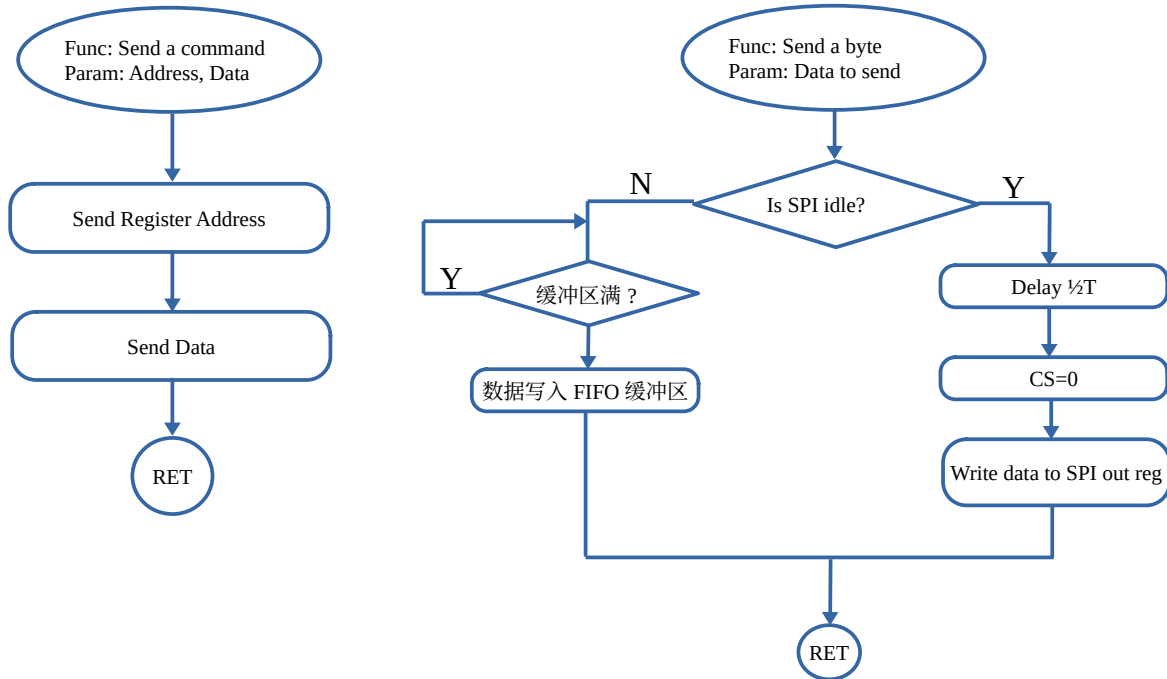 Func: Send a command
Param: Address, Data
Send Register Address
Send Data
RET
Func: Send a byte
Param: Data to send
Is SPI idle?
N
Y
Y
缓冲区满 ?
数据写入 FIFO 缓冲区
Delay ½T
CS=0
Write data to SPI out reg
RET